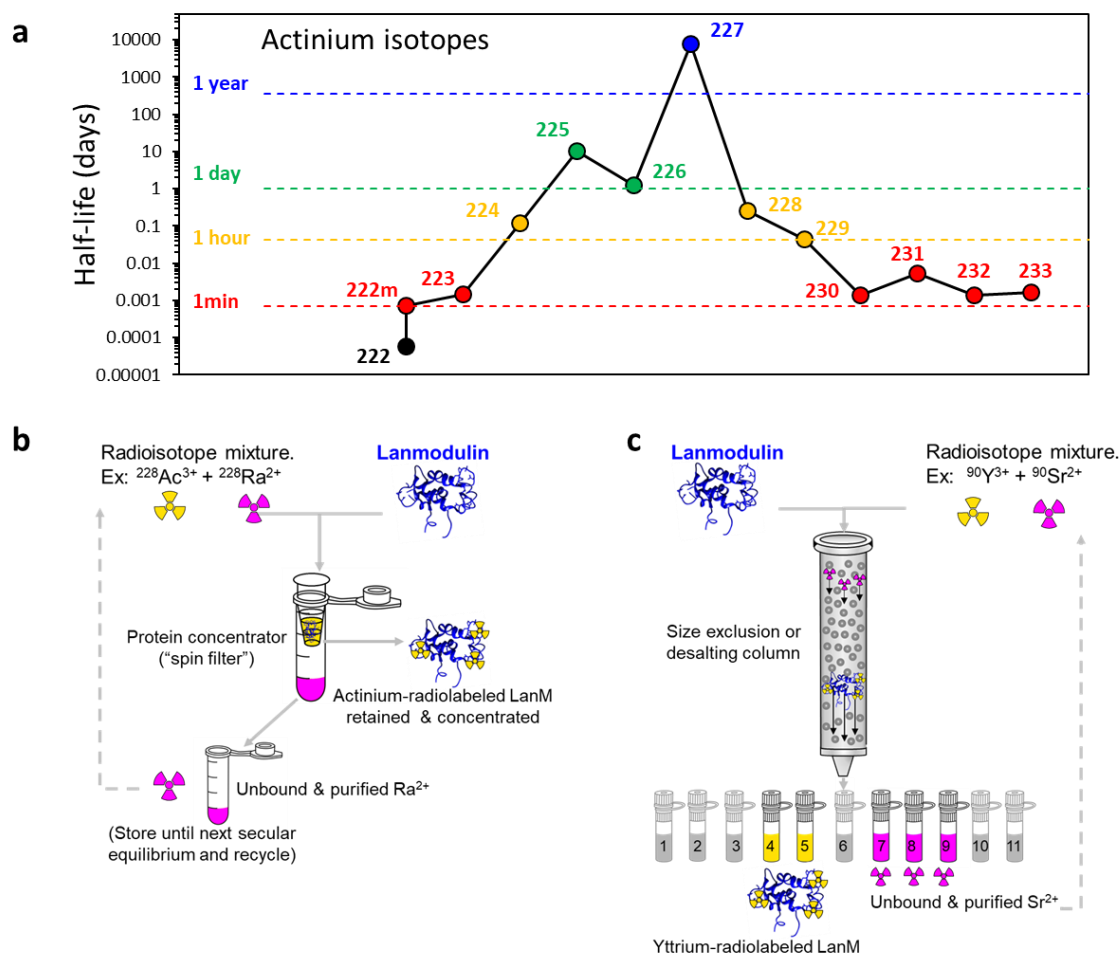 a
Actinium isotopes
Half-life (days)
10000
1000
100
10
1
0.1
0.01
0.001
0.0001
0.00001
1 year
1 day
1 hour
1min
222
222m
223
224
225
226
227
228
229
230
231
232
233
b
Radioisotope mixture.
Ex: ²²⁸Ac³⁺ + ²²⁸Ra²⁺
Lanmodulin
Protein concentrator
("spin filter")
Actinium-radiolabeled LanM
retained & concentrated
Unbound & purified Ra²⁺
(Store until next secular
equilibrium and recycle)
c
Lanmodulin
Radioisotope mixture.
Ex: ⁹⁰Y³⁺ + ⁹⁰Sr²⁺
Size exclusion or
desalting column
1 2 3 4 5 6 7 8 9 10 11
Unbound & purified Sr²⁺
Yttrium-radiolabeled LanM